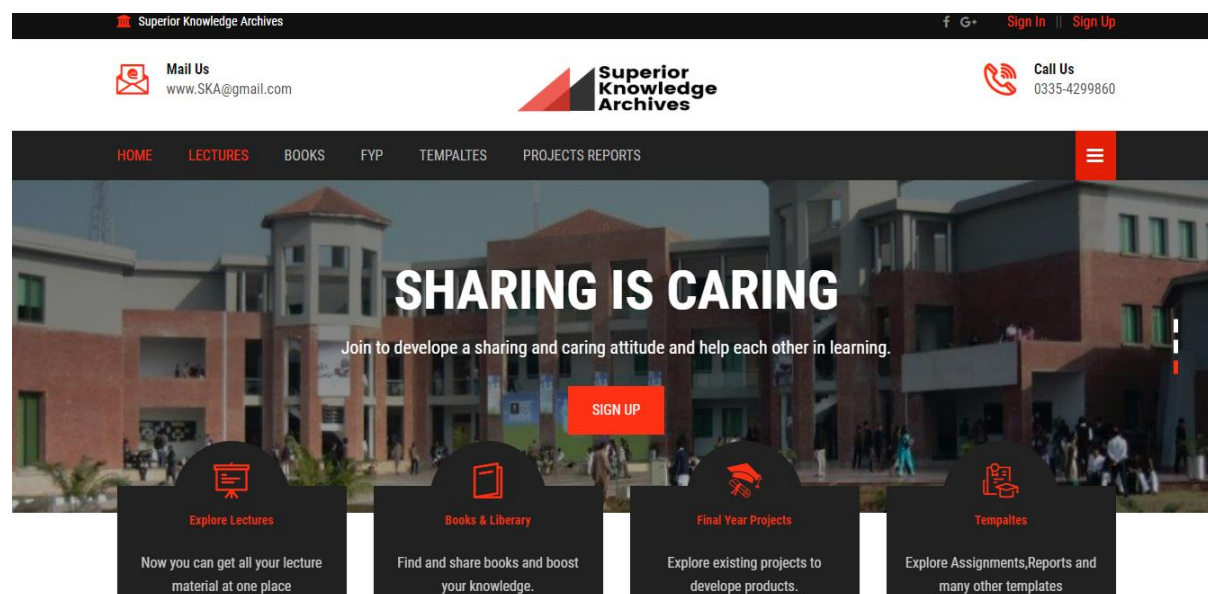 Superior Knowledge Archives
Sign In || Sign Up
Mail Us
www.SKA@gmail.com
Superior
Knowledge
Archives
Call Us
0335-4299860
HOME LECTURES BOOKS FYP TEMPALTES PROJECTS REPORTS
SHARING IS CARING
Join to develope a sharing and caring attitude and help each other in learning.
SIGN UP
Explore Lectures
Now you can get all your lecture
material at one place
Books & Liberary
Find and share books and boost
your knowledge.
Final Year Projects
Explore existing projects to
develope products.
Tempaltes
Explore Assignments,Reports and
many other templates